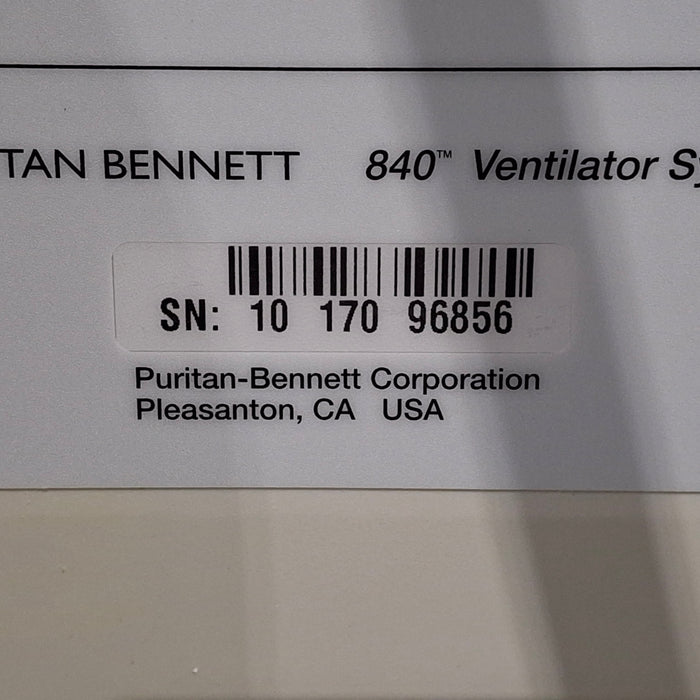 TAN BENNETT 840™ Ventilator Sy
SN: 10 170 96856
Puritan-Bennett Corporation
Pleasanton, CA USA